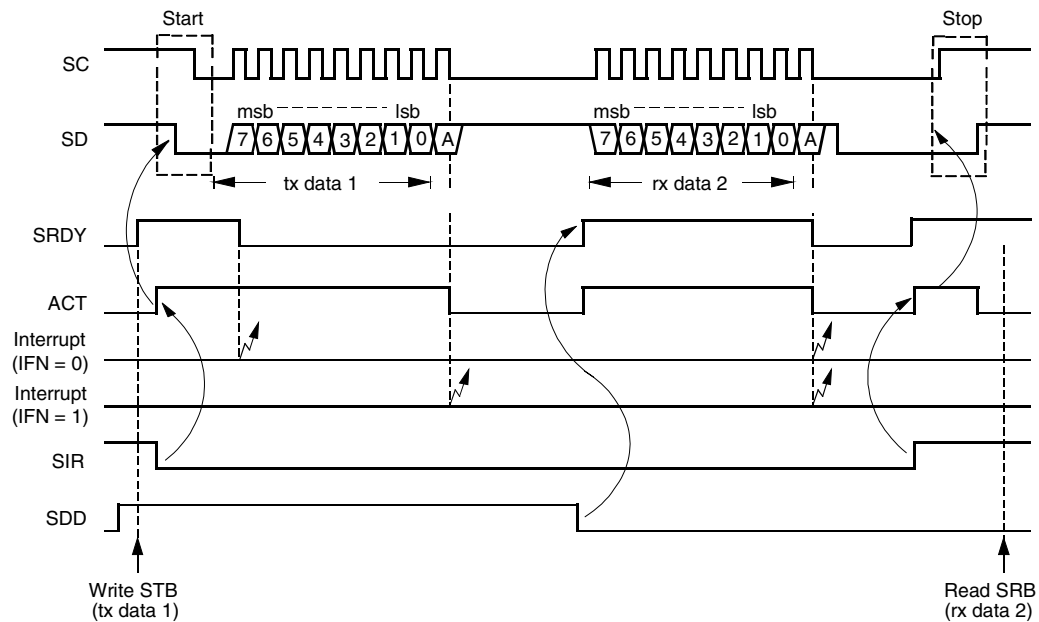 Start
Stop
SC
msb lsb
msb lsb
SD
7 6 5 4 3 2 1 0 A
7 6 5 4 3 2 1 0 A
tx data 1
rx data 2
SRDY
ACT
Interrupt
(IFN = 0)
Interrupt
(IFN = 1)
SIR
SDD
Write STB
(tx data 1)
Read SRB
(rx data 2)